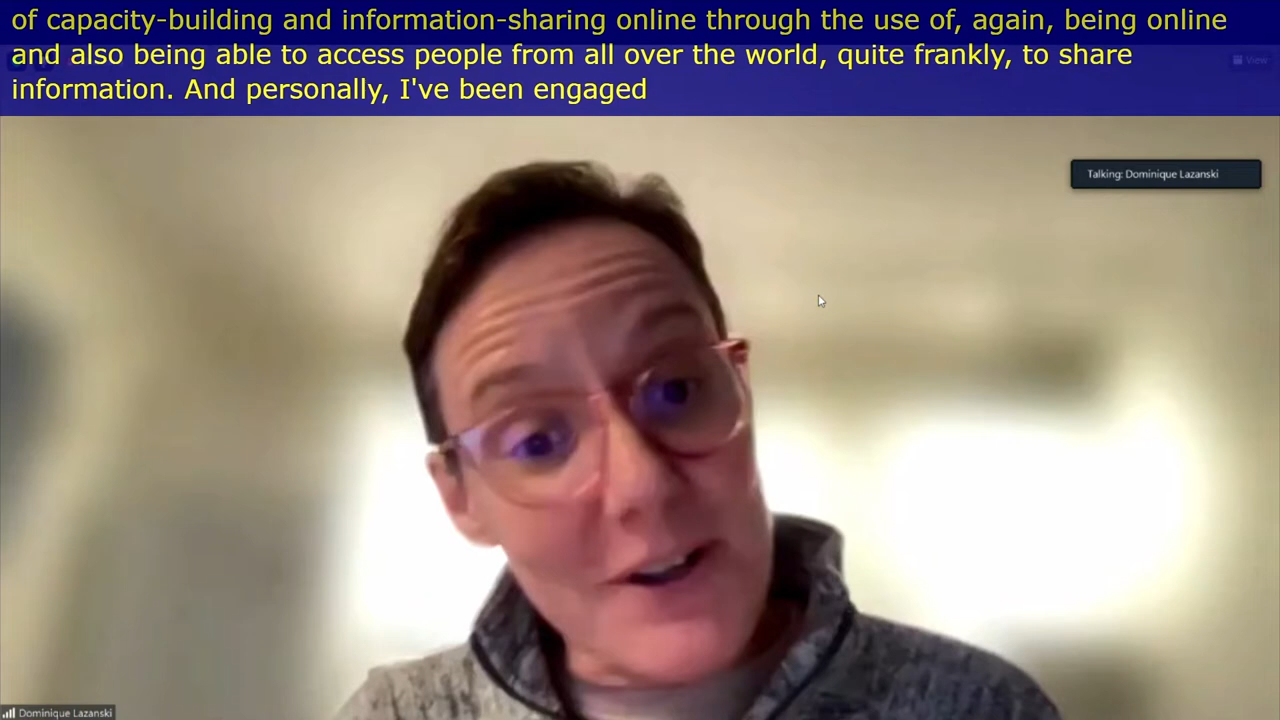 of capacity-building and information-sharing online through the use of, again, being online
and also being able to access people from all over the world, quite frankly, to share
information. And personally, I've been engaged
View
Talking: Dominique Lazanski
Dominique Lazanski